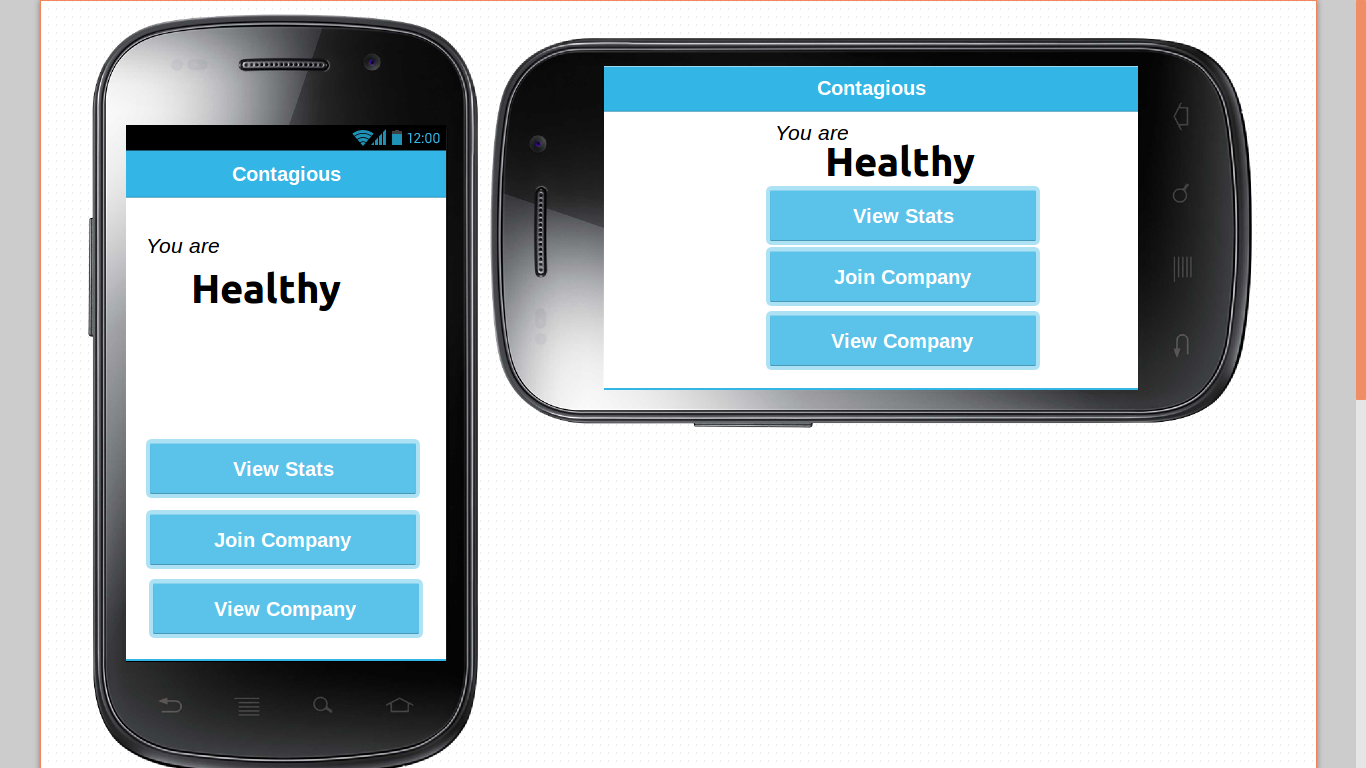 12:00
Contagious
You are
Healthy
View Stats
Join Company
View Company
Contagious
You are
Healthy
View Stats
Join Company
View Company